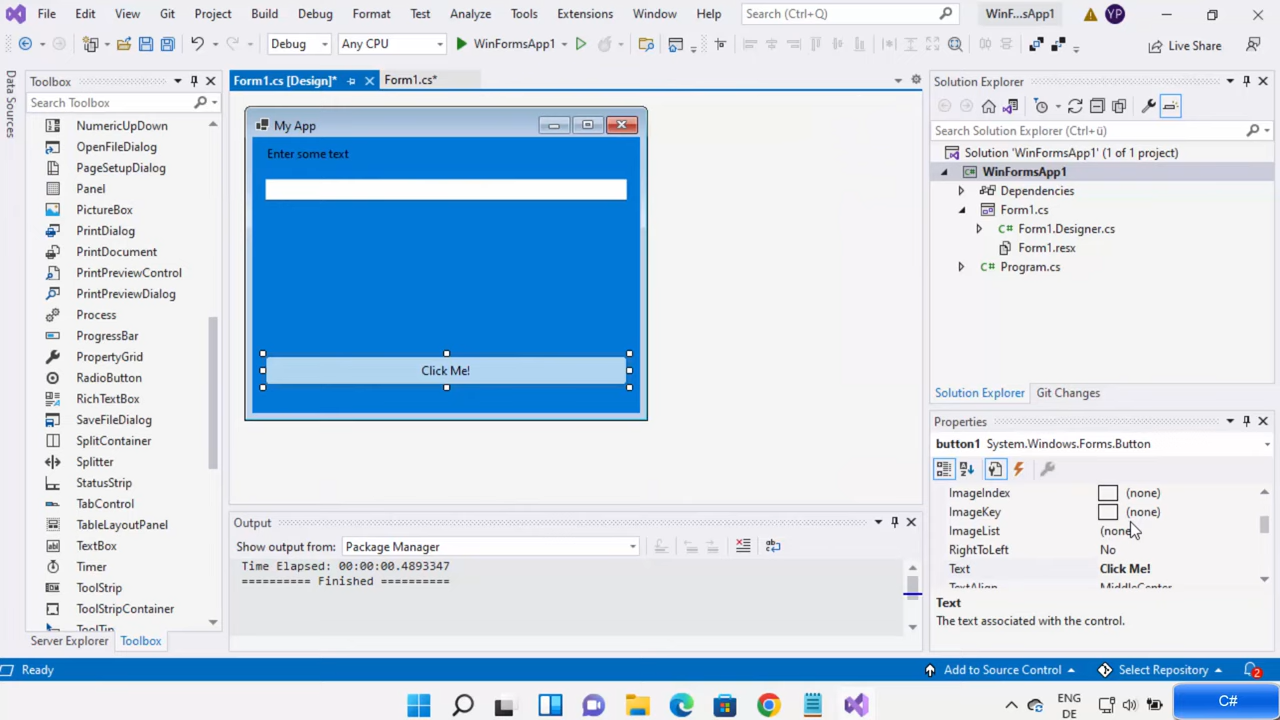 File Edit View Git Project Build Debug Format Test Analyze Tools Extensions Window Help Search (Ctrl+Q) WinF...sApp1 YP
Debug Any CPU WinFormsApp1 Live Share
Data Sources
Toolbox
Search Toolbox
NumericUpDown
OpenFileDialog
PageSetupDialog
Panel
PictureBox
PrintDialog
PrintDocument
PrintPreviewControl
PrintPreviewDialog
Process
ProgressBar
PropertyGrid
RadioButton
RichTextBox
SaveFileDialog
SplitContainer
Splitter
StatusStrip
TabControl
TableLayoutPanel
TextBox
Timer
ToolStrip
ToolStripContainer
ToolTip
Server Explorer Toolbox
Form1.cs [Design]* Form1.cs*
My App
Enter some text
Click Me!
Output
Show output from: Package Manager
Time Elapsed: 00:00:00.4893347
========== Finished ==========
Solution Explorer
Search Solution Explorer (Ctrl+ü)
Solution 'WinFormsApp1' (1 of 1 project)
C# WinFormsApp1
Dependencies
Form1.cs
C# Form1.Designer.cs
Form1.resx
C# Program.cs
Solution Explorer Git Changes
Properties
button1 System.Windows.Forms.Button
ImageIndex (none)
ImageKey (none)
ImageList (none)
RightToLeft No
Text Click Me!
TextAlign MiddleCenter
Text
The text associated with the control.
Ready Add to Source Control Select Repository 2
ENG
DE
C#